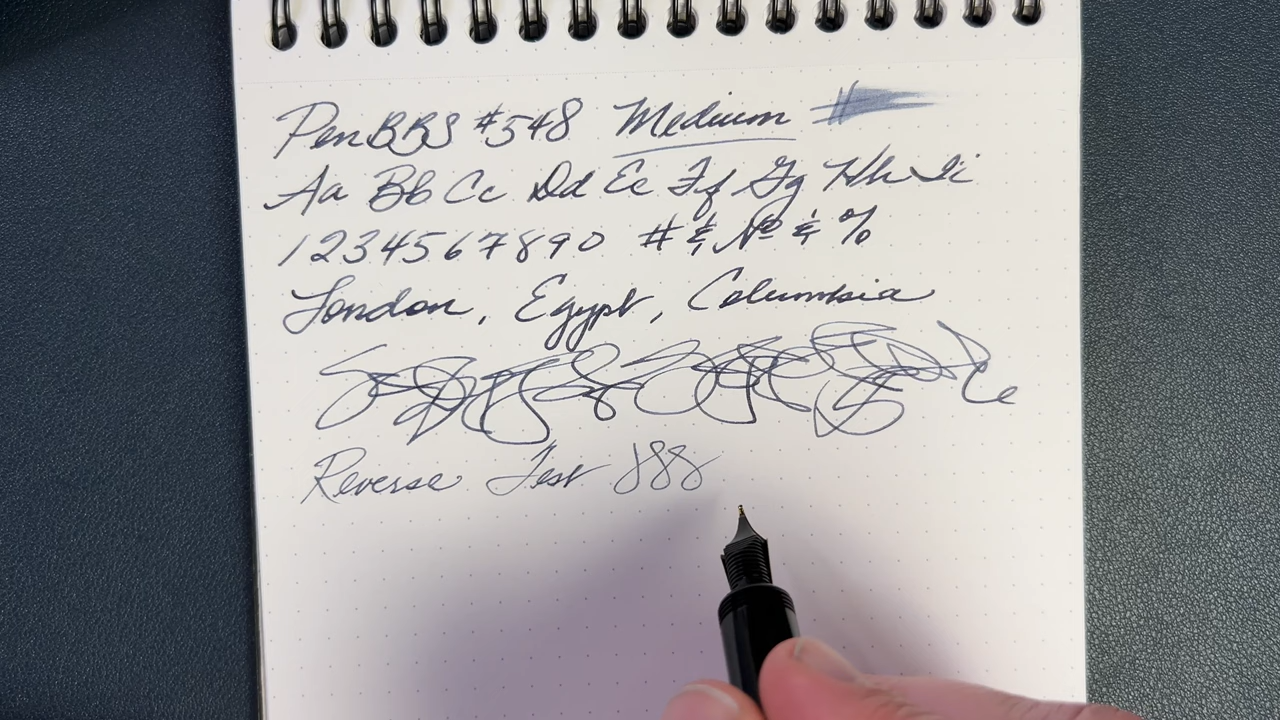 PenBBS #548 Medium #
Aa Bb Cc Dd Ee Ff Gg Hh Ii
1234567890 # & № & %
London, Egypt, Columbia
Reverse Test 888